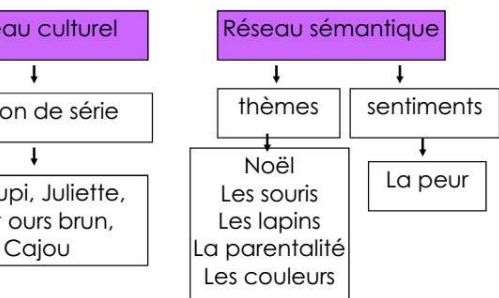 au culturel
on de série
upi, Juliette,
ours brun,
Cajou
Réseau sémantique
thèmes
sentiments
Noël
Les souris
Les lapins
La parentalité
Les couleurs
La peur